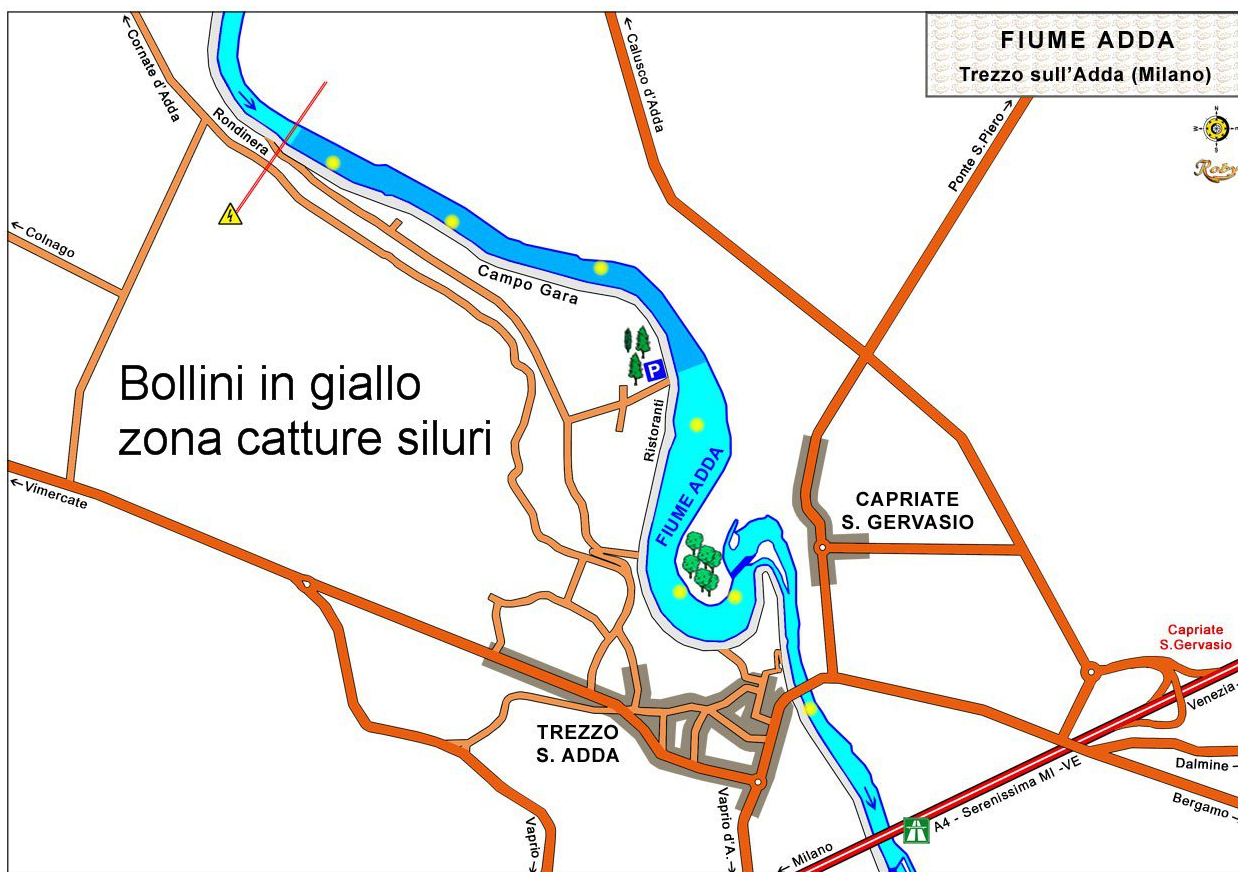 FIUME ADDA
Trezzo sull'Adda (Milano)
Cornate d'Adda
Calusco d'Adda
Ponte S.Piero
N
S
Roby
Rondinera
Colnago
Campo Gara
P
Bollini in giallo
zona catture siluri
Ristoranti
FIUME ADDA
Vimercate
CAPRIATE
S. GERVASIO
Capriate
S.Gervasio
Venezia
TREZZO
S. ADDA
Dalmine
Bergamo
A4 - Serenissima MI -VE
Vaprio
Vaprio d'A.
Milano